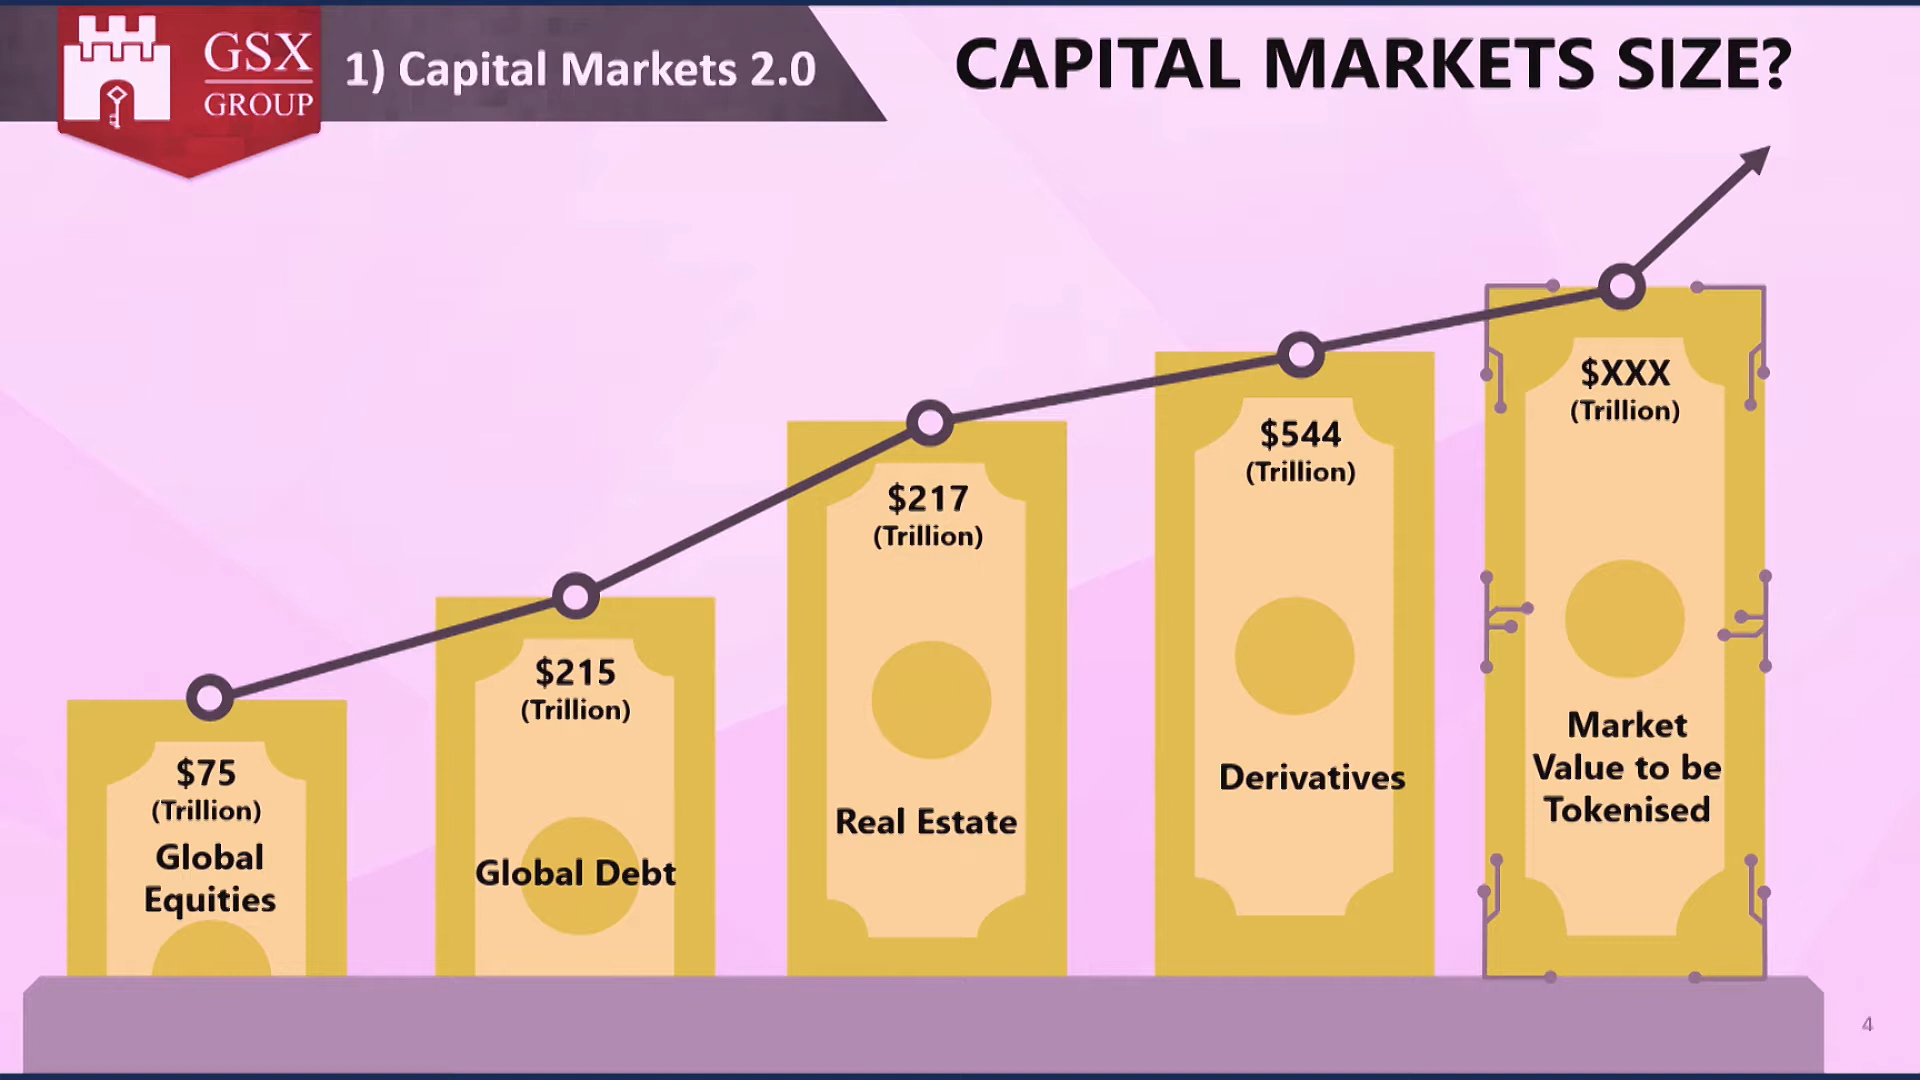 GSX
GROUP
1) Capital Markets 2.0
CAPITAL MARKETS SIZE?
$75
(Trillion)
Global
Equities
$215
(Trillion)
Global Debt
$217
(Trillion)
Real Estate
$544
(Trillion)
Derivatives
$XXX
(Trillion)
Market
Value to be
Tokenised
4